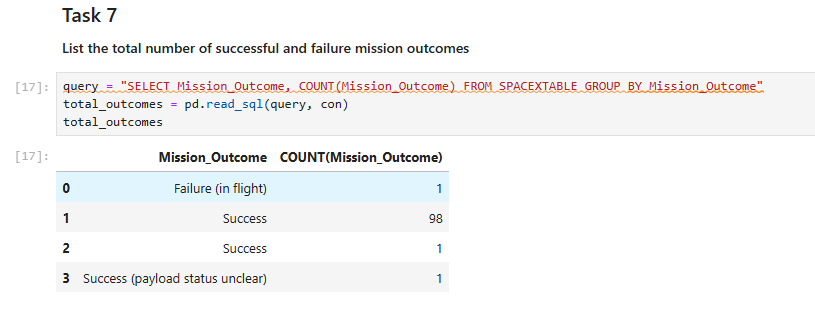 Task 7
List the total number of successful and failure mission outcomes
[17]: query = "SELECT Mission_Outcome, COUNT(Mission_Outcome) FROM SPACEXTABLE GROUP BY Mission_Outcome"
total_outcomes = pd.read_sql(query, con)
total_outcomes
[17]: Mission_Outcome COUNT(Mission_Outcome)
0 Failure (in flight) 1
1 Success 98
2 Success 1
3 Success (payload status unclear) 1